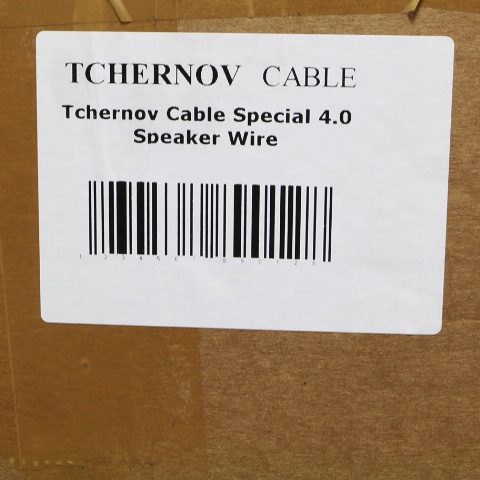 TCHERNOV CABLE
Tchernov Cable Special 4.0
Speaker Wire